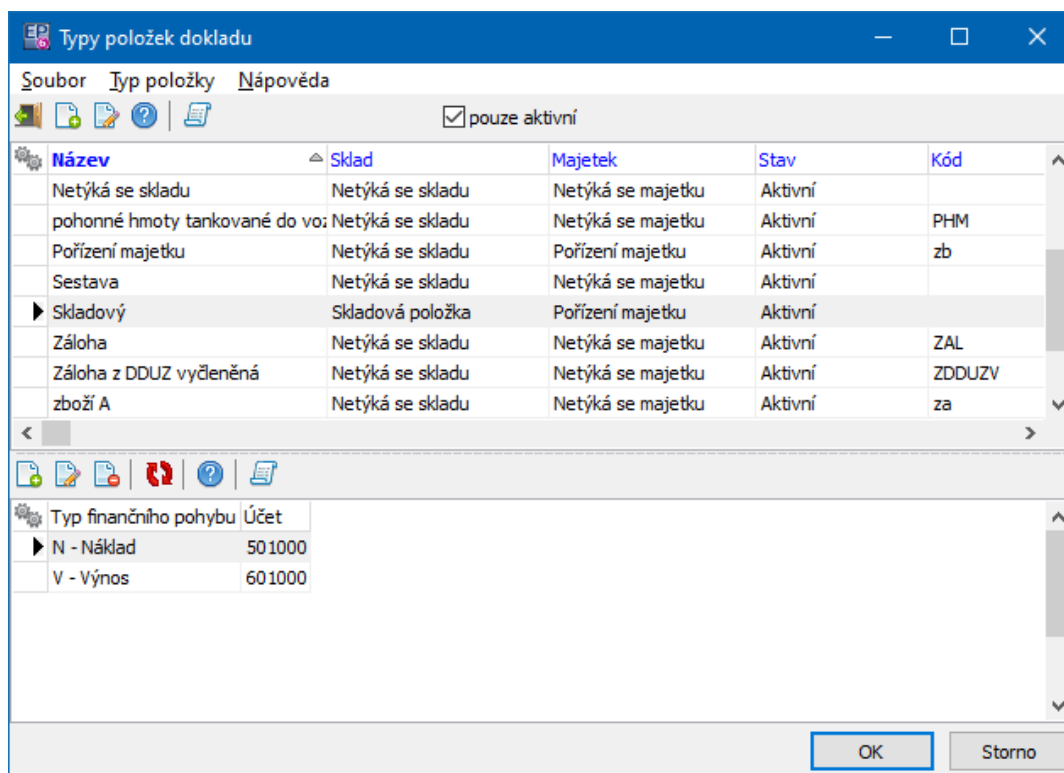 Typy položek dokladu
Soubor Typ položky Nápověda
pouze aktivní
Název Sklad Majetek Stav Kód
Netýká se skladu Netýká se skladu Netýká se majetku Aktivní
pohonné hmoty tankované do voz Netýká se skladu Netýká se majetku Aktivní PHM
Pořízení majetku Netýká se skladu Pořízení majetku Aktivní zb
Sestava Netýká se skladu Netýká se majetku Aktivní
Skladový Skladová položka Pořízení majetku Aktivní
Záloha Netýká se skladu Netýká se majetku Aktivní ZAL
Záloha z DDUZ vyčleněná Netýká se skladu Netýká se majetku Aktivní ZDDUZV
zboží A Netýká se skladu Netýká se majetku Aktivní za
Typ finančního pohybu Účet
N - Náklad 501000
V - Výnos 601000
OK Storno